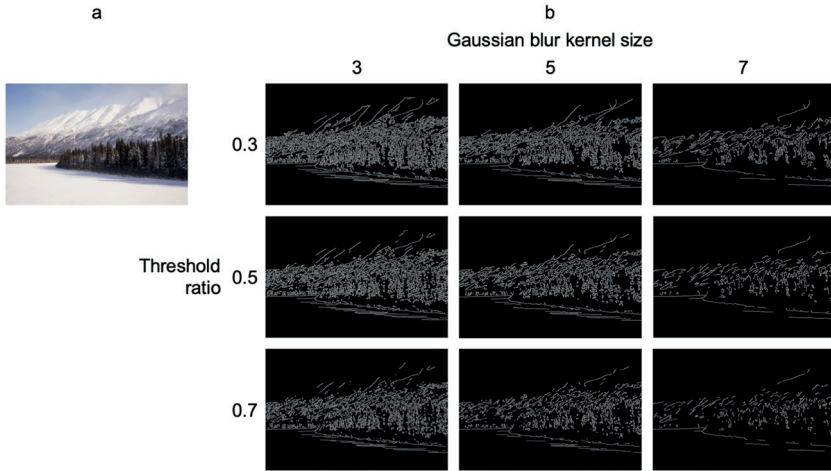 a
b
Gaussian blur kernel size
3 5 7
0.3
Threshold
ratio
0.5
0.7